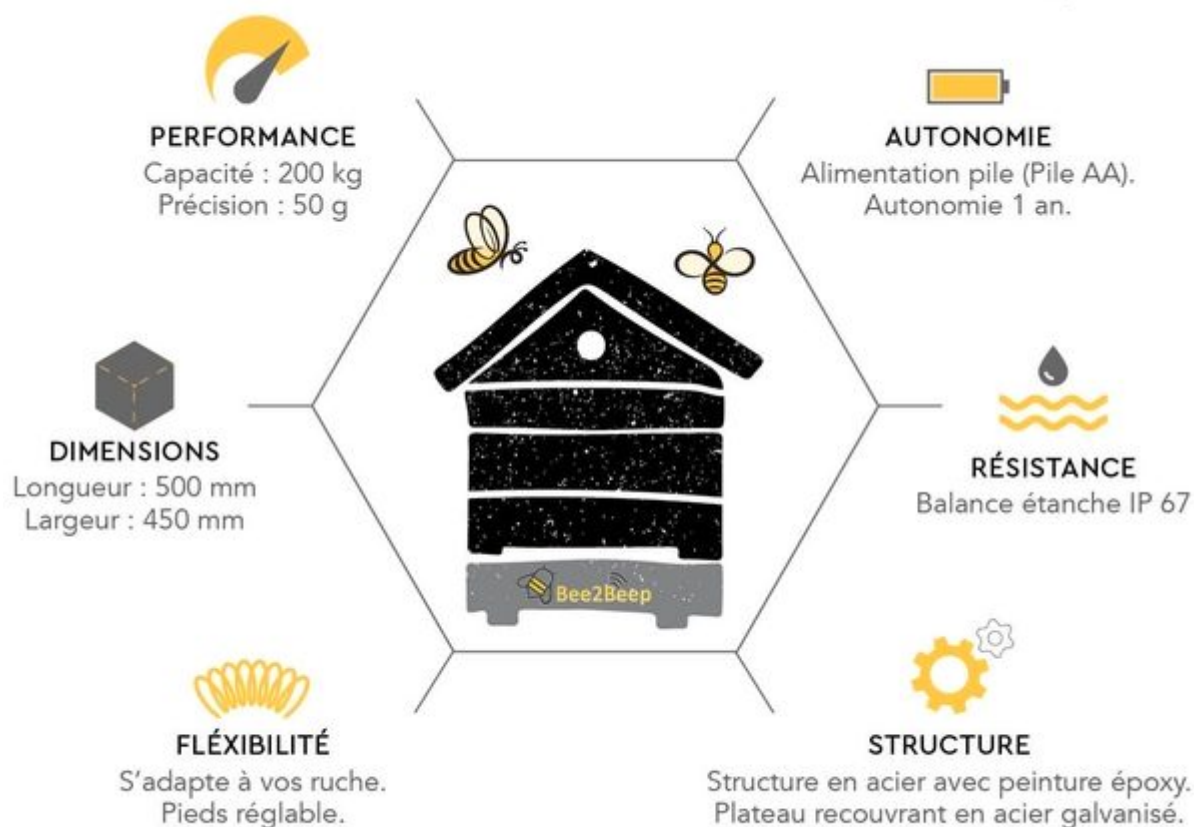 PERFORMANCE
Capacité : 200 kg
Précision : 50 g
AUTONOMIE
Alimentation pile (Pile AA).
Autonomie 1 an.
DIMENSIONS
Longueur : 500 mm
Largeur : 450 mm
RÉSISTANCE
Balance étanche IP 67
Bee2Beep
FLÉXIBILITÉ
S'adapte à vos ruche.
Pieds réglable.
STRUCTURE
Structure en acier avec peinture époxy.
Plateau recouvrant en acier galvanisé.